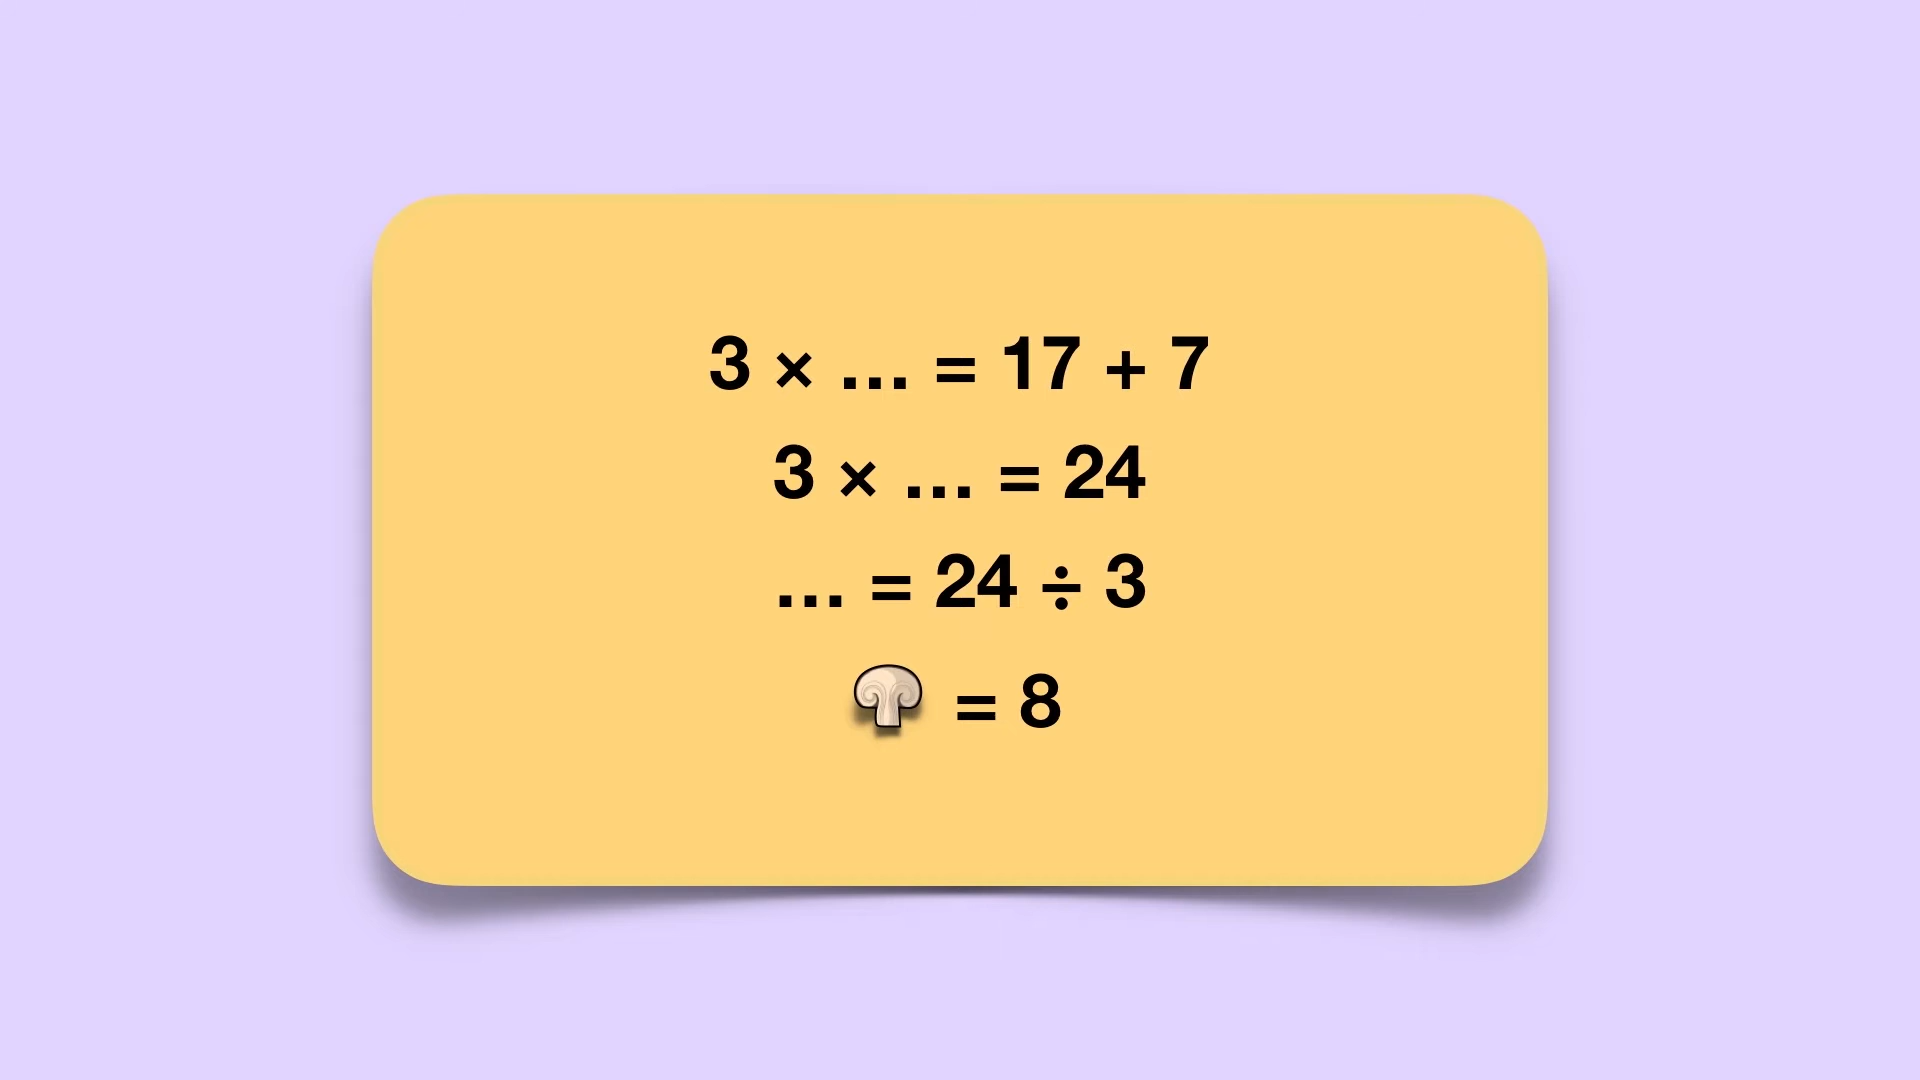 3 × ... = 17 + 7
3 × ... = 24
... = 24 ÷ 3
= 8